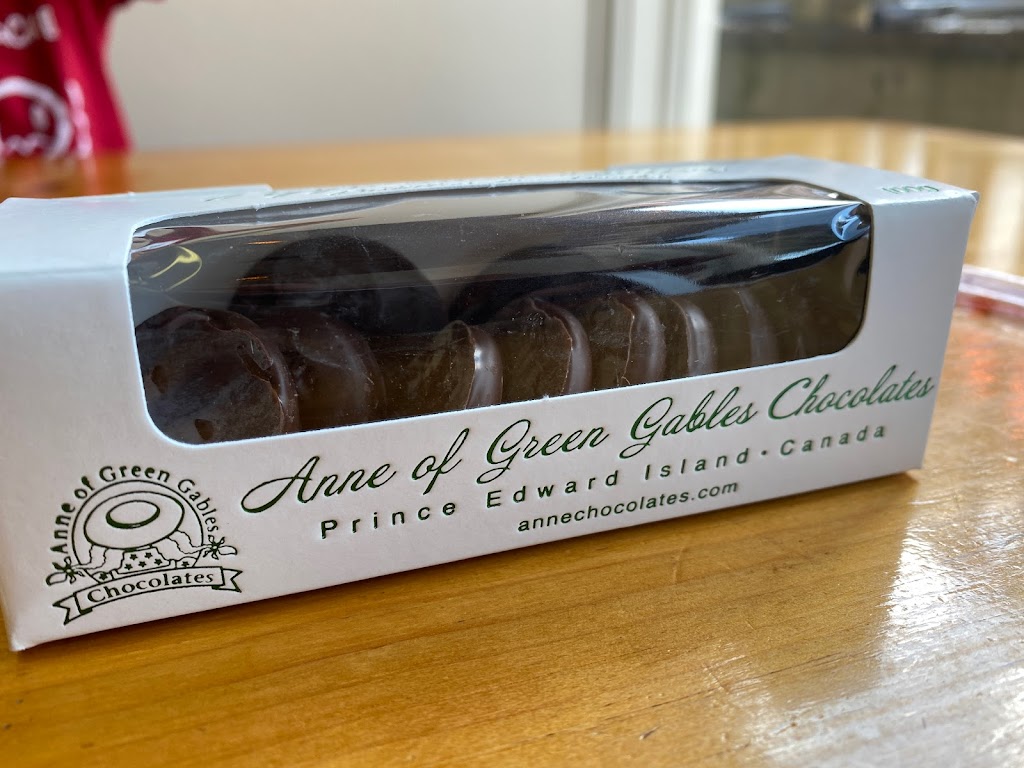 Anne of Green Gables Chocolates
Prince Edward Island • Canada
annechocolates.com
Anne of Green Gables
Chocolates